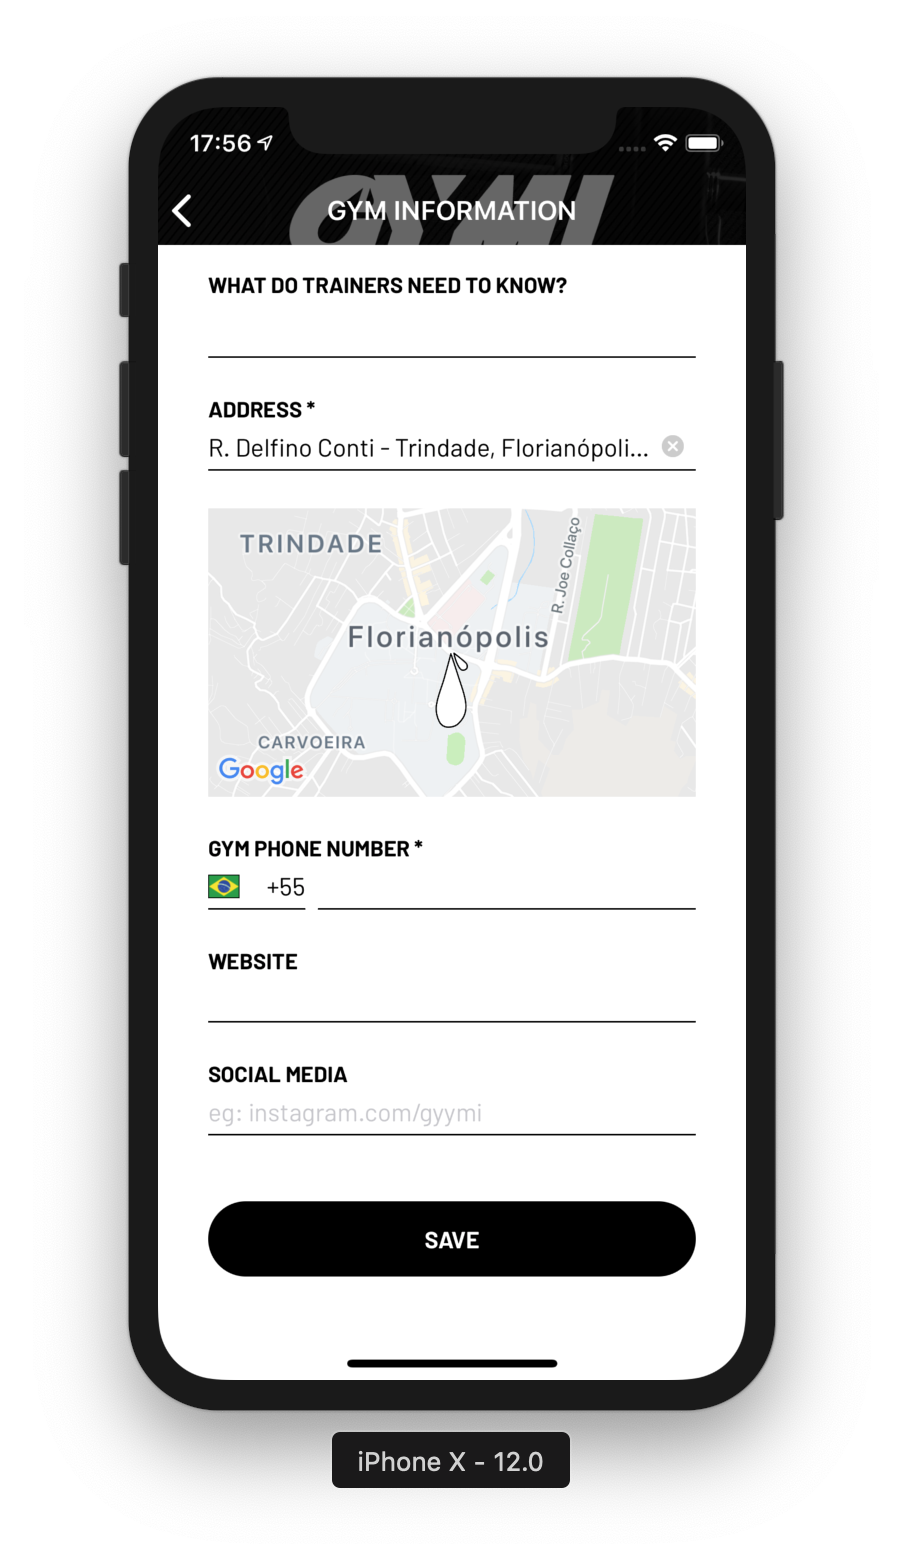 17:56
GYMI
GYM INFORMATION
WHAT DO TRAINERS NEED TO KNOW?
ADDRESS *
R. Delfino Conti - Trindade, Florianópoli...
TRINDADE
R. Joe Collaço
Florianópolis
CARVOEIRA
Google
GYM PHONE NUMBER *
+55
WEBSITE
SOCIAL MEDIA
eg: instagram.com/gyymi
SAVE
iPhone X - 12.0